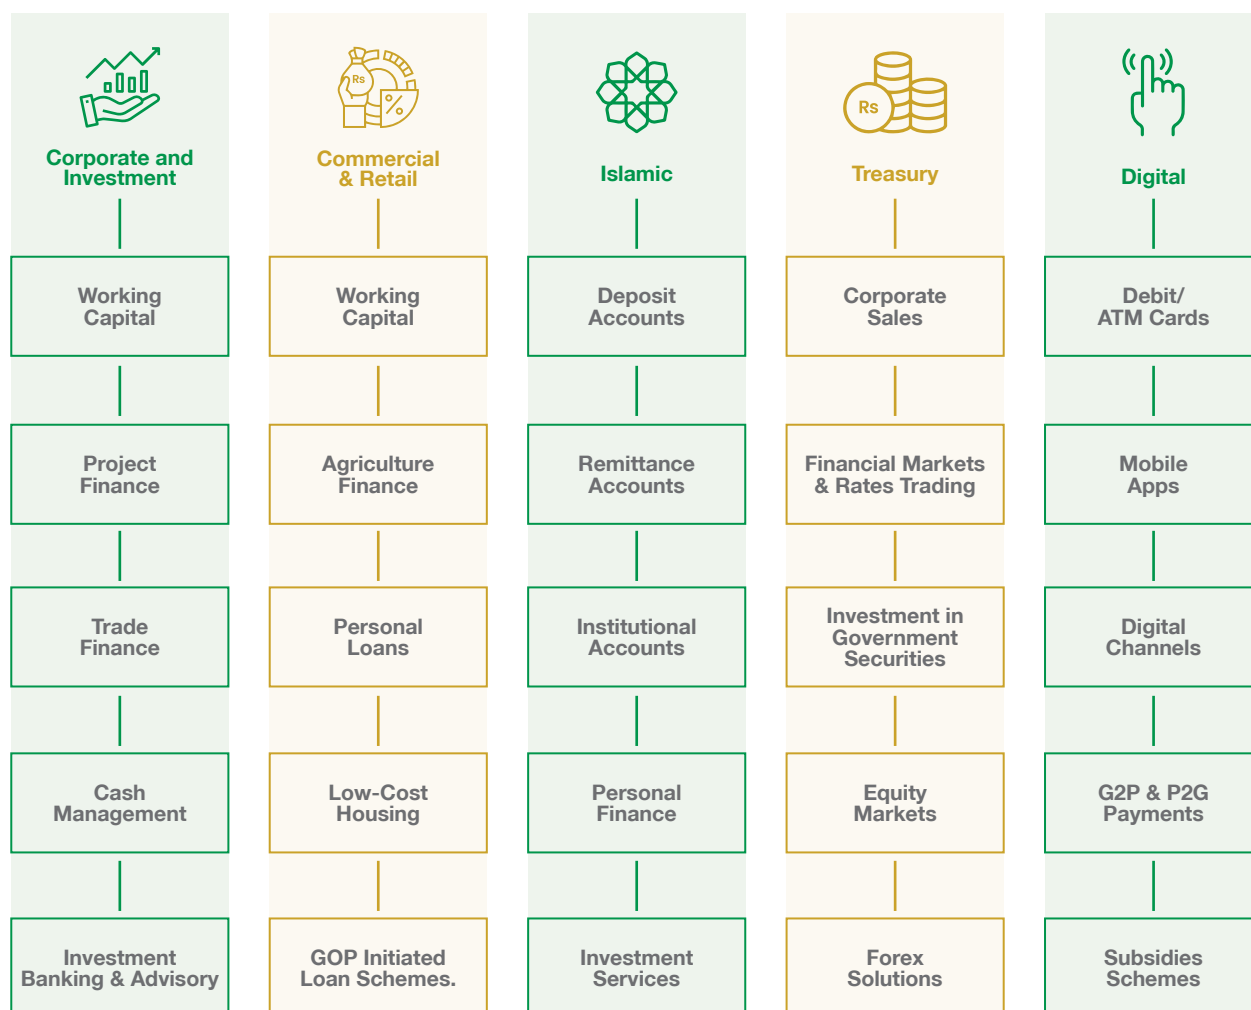 Rs
Corporate and
Investment
Working
Capital
Project
Finance
Trade
Finance
Cash
Management
Investment
Banking & Advisory
Commercial
& Retail
Working
Capital
Agriculture
Finance
Personal
Loans
Low-Cost
Housing
GOP Initiated
Loan Schemes.
Islamic
Deposit
Accounts
Remittance
Accounts
Institutional
Accounts
Personal
Finance
Investment
Services
Rs
Treasury
Corporate
Sales
Financial Markets
& Rates Trading
Investment in
Government
Securities
Equity
Markets
Forex
Solutions
Digital
Debit/
ATM Cards
Mobile
Apps
Digital
Channels
G2P & P2G
Payments
Subsidies
Schemes